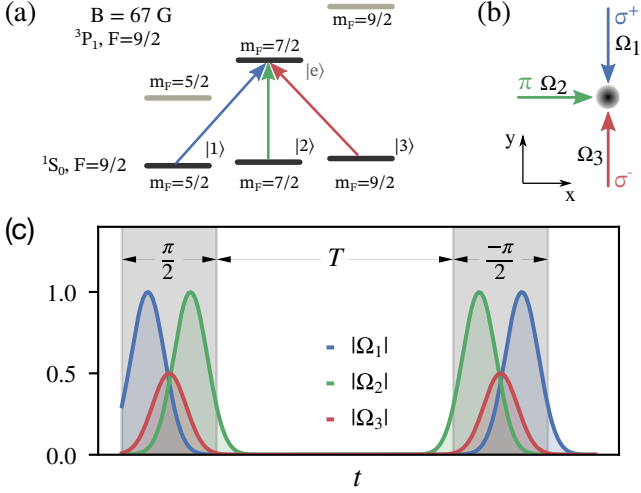 (a)
B = 67 G
³P₁, F=9/2
m_F=9/2
m_F=7/2
|e⟩
m_F=5/2
|1⟩
|2⟩
|3⟩
¹S₀, F=9/2
m_F=5/2
m_F=7/2
m_F=9/2
(b)
σ⁺
Ω₁
π Ω₂
Ω₃
σ⁻
y
x
(c)
π/2
T
−π/2
1.0
0.5
0.0
|Ω₁|
|Ω₂|
|Ω₃|
t